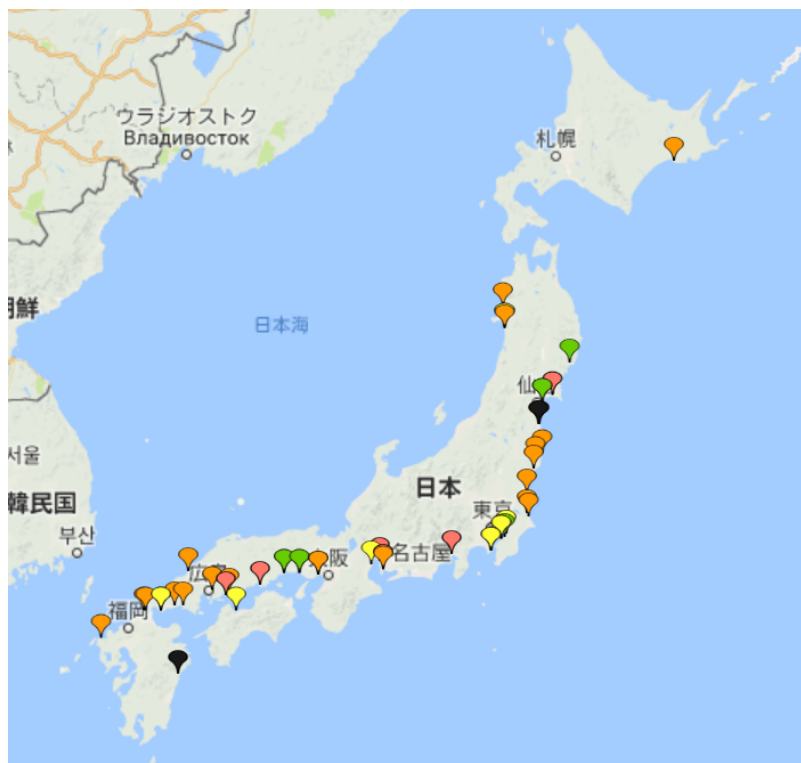 ウラジオストク
Владивосток
札幌
鮮
日本海
仙
서울
日本
韓民国
東京
부산
名古屋
阪
広
福岡